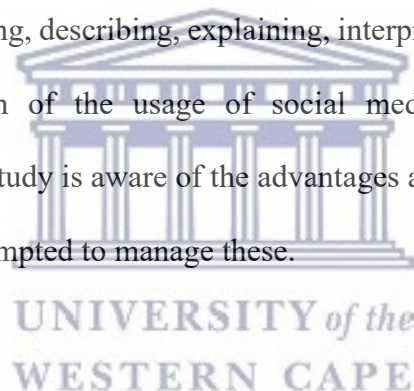 ng, describing, explaining, interp
of the usage of social med
tudy is aware of the advantages a
mpted to manage these.
UNIVERSITY of the
WESTERN CAPE